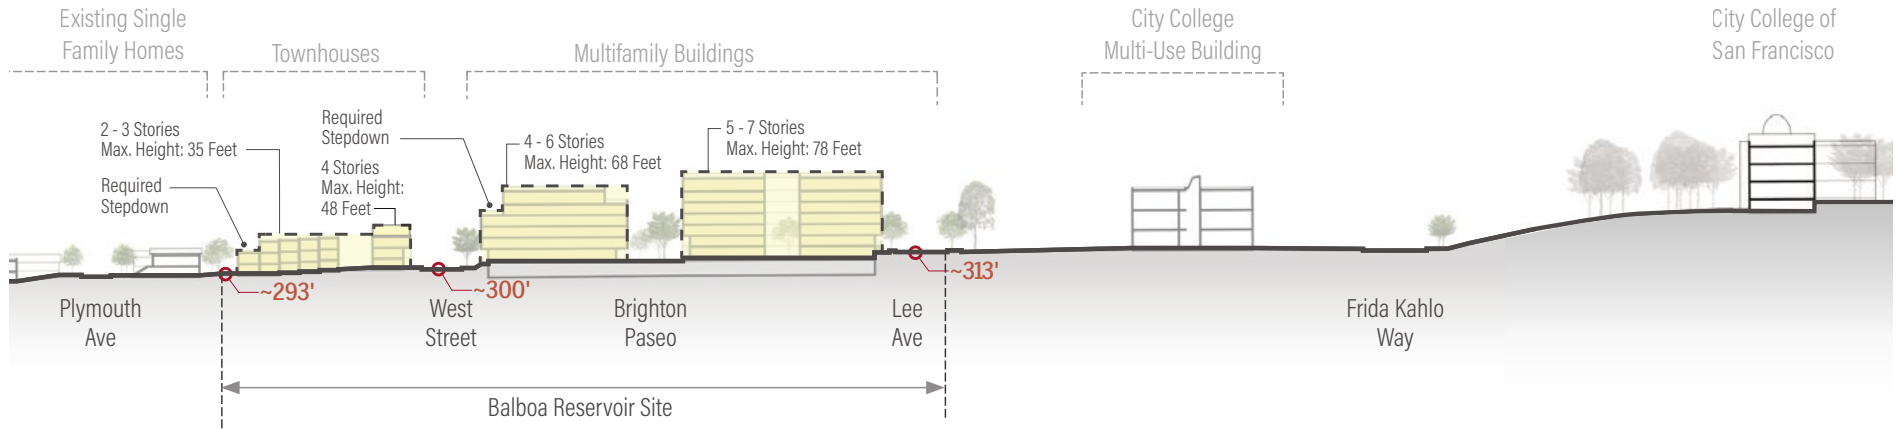 Existing Single
Family Homes
Townhouses
Multifamily Buildings
City College
Multi-Use Building
City College of
San Francisco
2 - 3 Stories
Max. Height: 35 Feet
Required
Stepdown
4 Stories
Max. Height:
48 Feet
Required
Stepdown
4 - 6 Stories
Max. Height: 68 Feet
5 - 7 Stories
Max. Height: 78 Feet
~293'
~300'
~313'
Plymouth
Ave
West
Street
Brighton
Paseo
Lee
Ave
Frida Kahlo
Way
Balboa Reservoir Site